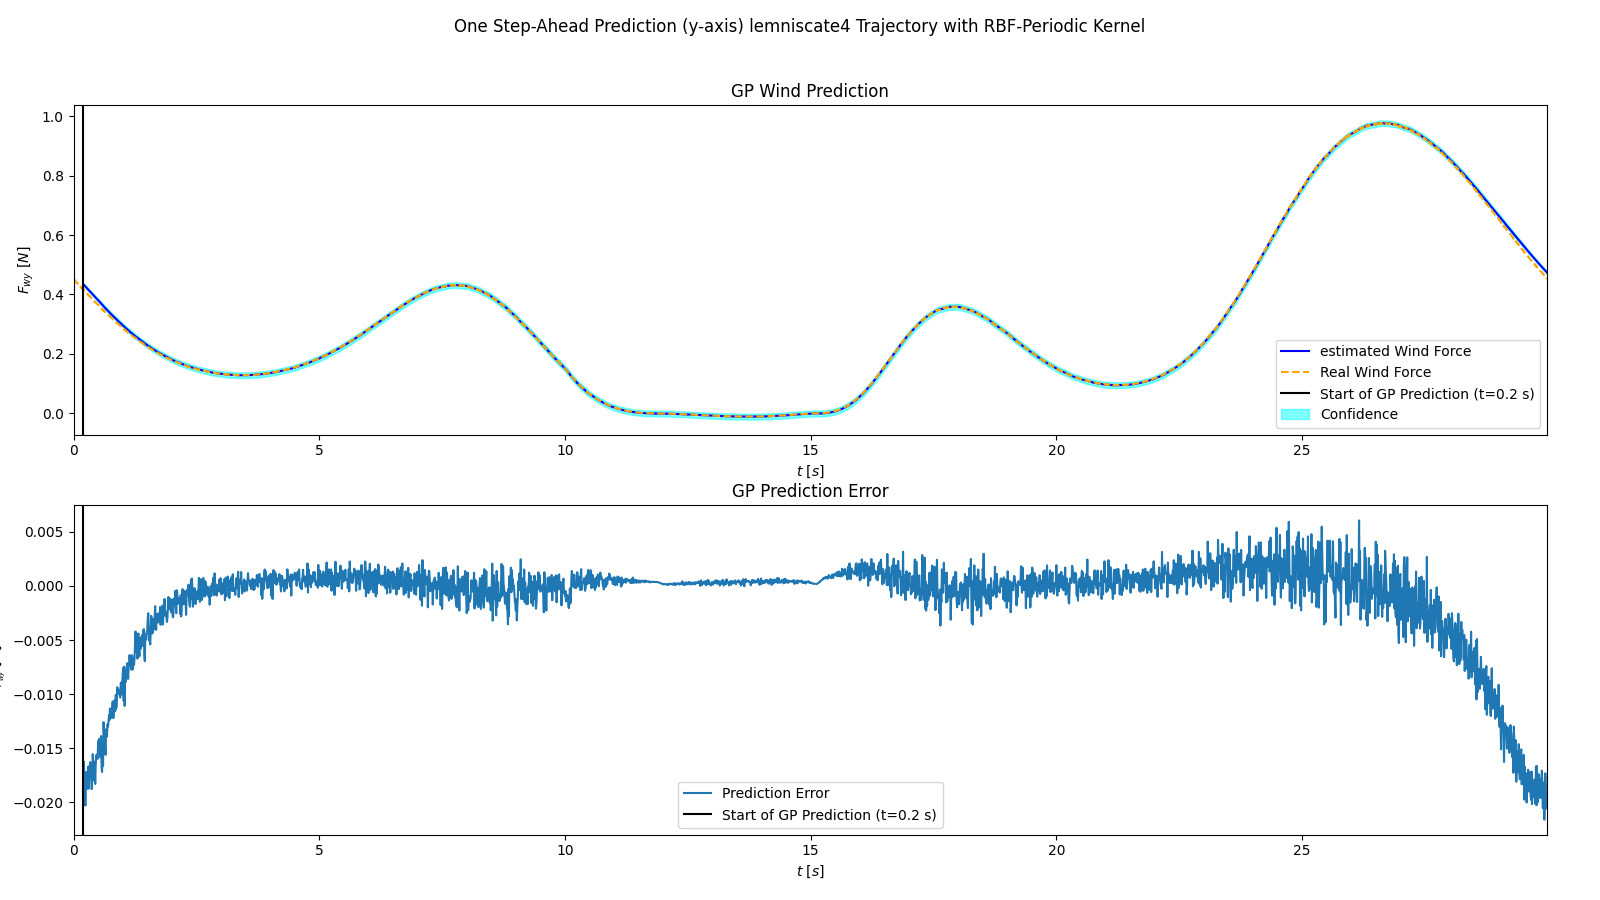 One Step-Ahead Prediction (y-axis) lemniscate4 Trajectory with RBF-Periodic Kernel
GP Wind Prediction
1.0
0.8
0.6
0.4
0.2
0.0
F_wy [N]
estimated Wind Force
Real Wind Force
Start of GP Prediction (t=0.2 s)
Confidence
0 5 10 15 20 25
t [s]
GP Prediction Error
0.005
0.000
−0.005
−0.010
−0.015
−0.020
Prediction Error
Start of GP Prediction (t=0.2 s)
0 5 10 15 20 25
t [s]